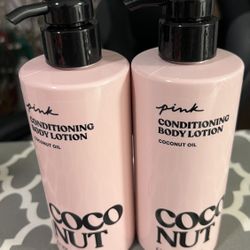 pink
CONDITIONING
BODY LOTION
COCONUT OIL
COCO
NUT
pink
CONDITIONING
BODY LOTION
COCONUT OIL
COCO
NUT